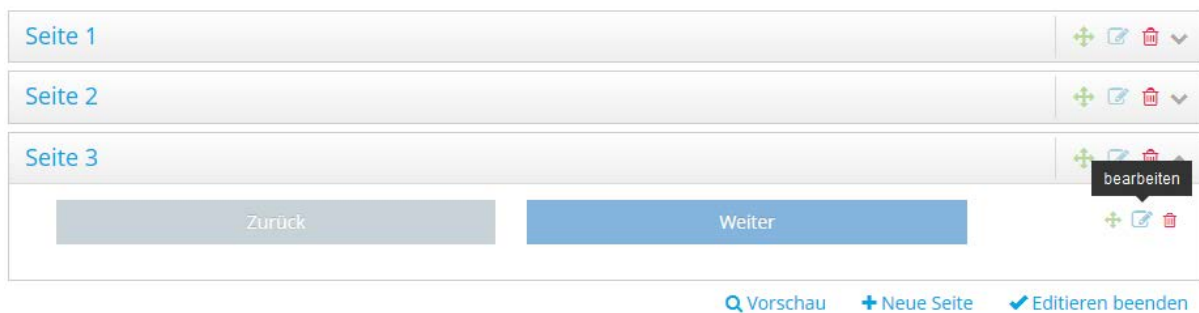 Seite 1
Seite 2
Seite 3
bearbeiten
Zurück Weiter
Vorschau Neue Seite Editieren beenden